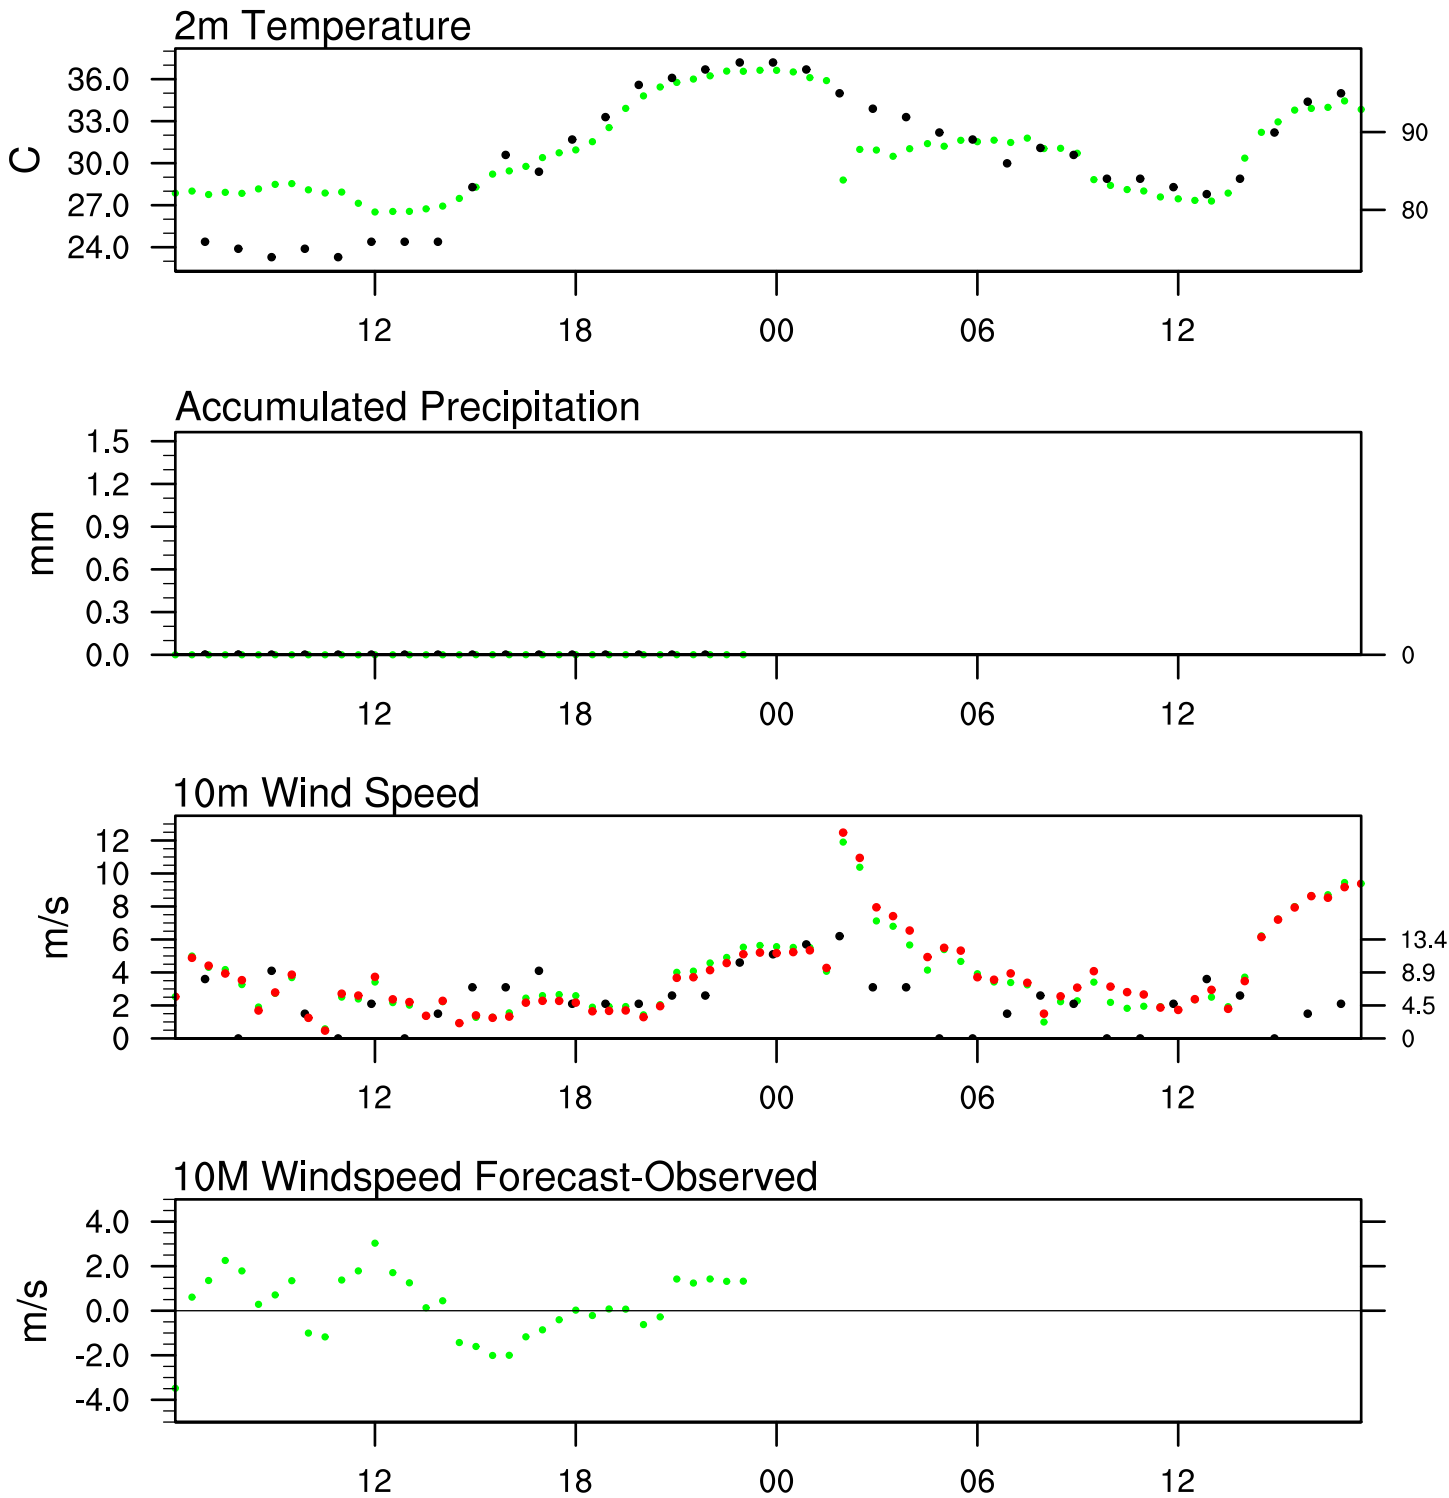 2m Temperature
36.0
33.0
30.0
27.0
24.0
C
90
80
12 18 00 06 12
Accumulated Precipitation
1.5
1.2
0.9
0.6
0.3
0.0
mm
0
12 18 00 06 12
10m Wind Speed
12
10
8
6
4
2
0
m/s
13.4
8.9
4.5
0
12 18 00 06 12
10M Windspeed Forecast-Observed
4.0
2.0
0.0
-2.0
-4.0
m/s
12 18 00 06 12